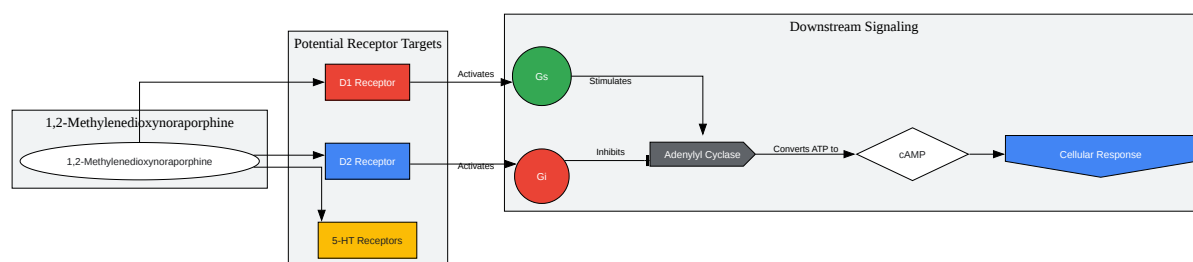 Downstream Signaling
Potential Receptor Targets
D1 Receptor
Activates
Gs
Stimulates
1,2-Methylenedioxynoraporphine
1,2-Methylenedioxynoraporphine
D2 Receptor
Activates
Gi
Inhibits
Adenylyl Cyclase
Converts ATP to
cAMP
Cellular Response
5-HT Receptors